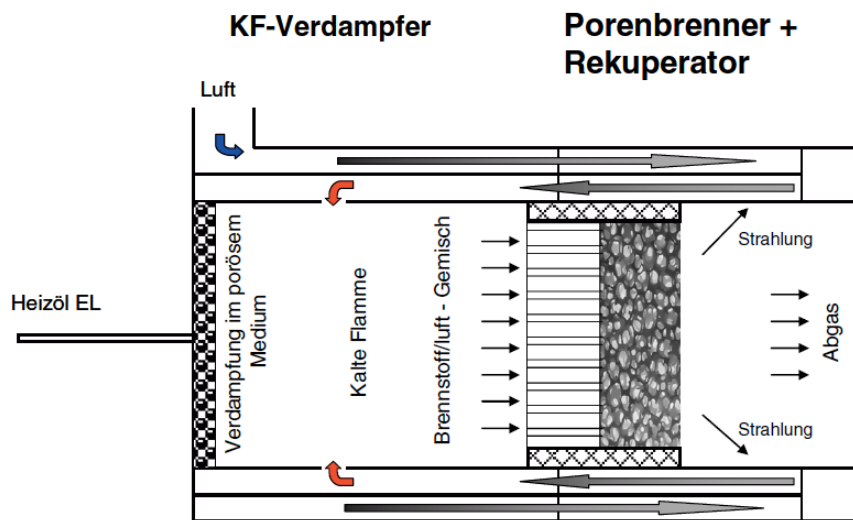 KF-Verdampfer
Porenbrenner +
Rekuperator
Luft
Heizöl EL
Verdampfung im porösem
Medium
Kalte Flamme
Brennstoff/luft - Gemisch
Strahlung
Strahlung
Abgas